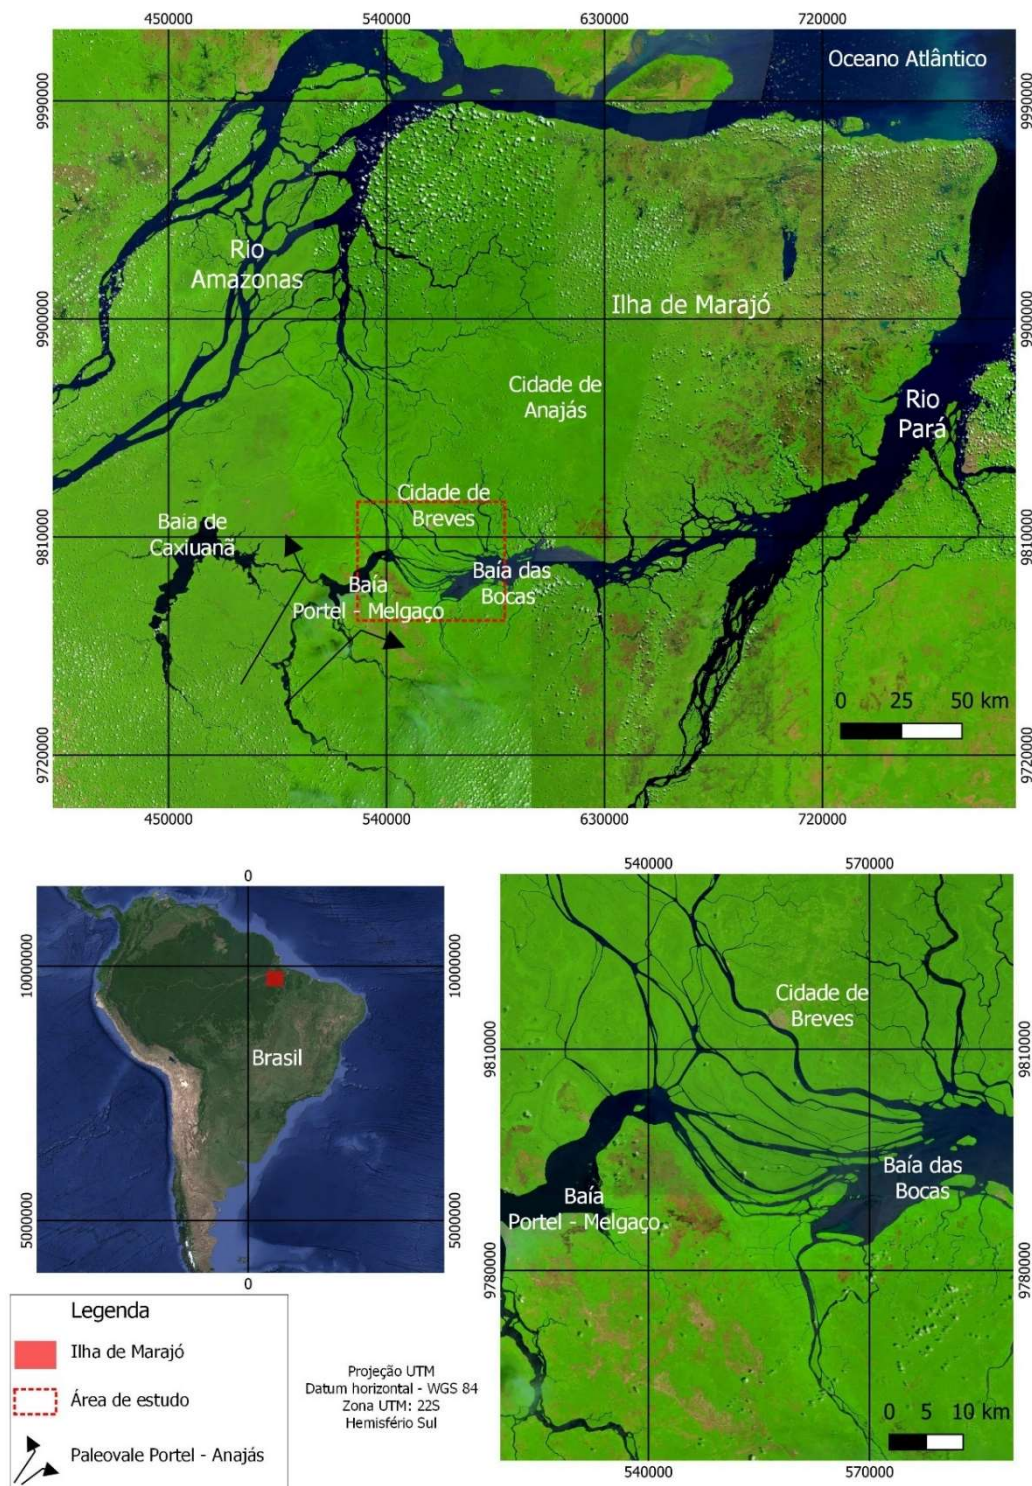 450000 540000 630000 720000
Oceano Atlântico
9990000
9990000
Rio
Amazonas
Ilha de Marajó
9900000
9900000
Cidade de
Anajás
Rio
Pará
Cidade de
Breves
Baia de
Caxiuanã
9810000
9810000
Baía
Portel - Melgaço
Baía das
Bocas
0 25 50 km
9720000
9720000
450000 540000 630000 720000
0
10000000
10000000
Brasil
5000000
5000000
0
540000 570000
Cidade de
Breves
9810000
9810000
Baía das
Bocas
Baía
Portel - Melgaço
9780000
9780000
0 5 10 km
540000 570000
Legenda
Ilha de Marajó
Área de estudo
Paleovale Portel - Anajás
Projeção UTM
Datum horizontal - WGS 84
Zona UTM: 22S
Hemisfério Sul